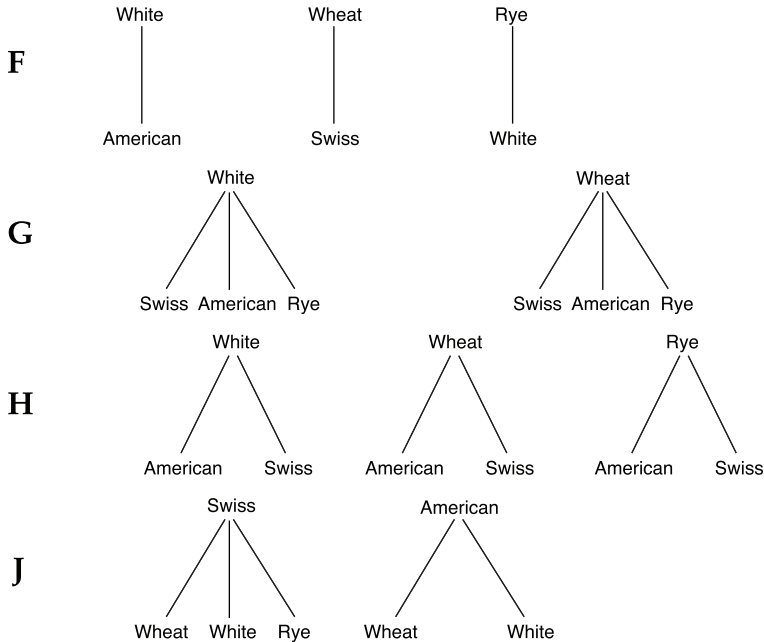 White Wheat Rye
F
American Swiss White
White Wheat
G
Swiss American Rye Swiss American Rye
White Wheat Rye
H
American Swiss American Swiss American Swiss
Swiss American
J
Wheat White Rye Wheat White